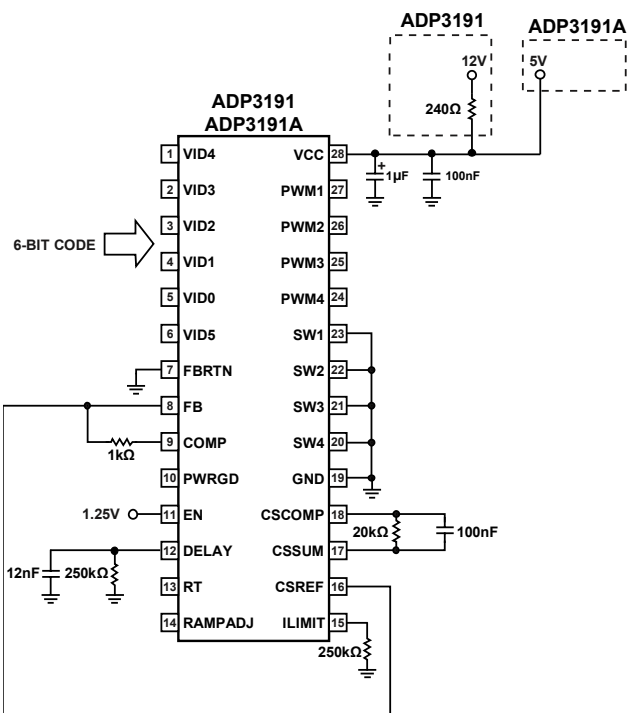 ADP3191
ADP3191A
12V
5V
240Ω
ADP3191
ADP3191A
1 VID4
VCC 28
+
1µF
100nF
2 VID3
PWM1 27
3 VID2
PWM2 26
6-BIT CODE
4 VID1
PWM3 25
5 VID0
PWM4 24
6 VID5
SW1 23
7 FBRTN
SW2 22
8 FB
SW3 21
9 COMP
SW4 20
1kΩ
10 PWRGD
GND 19
1.25V
11 EN
CSCOMP 18
20kΩ
100nF
12 DELAY
CSSUM 17
12nF
250kΩ
13 RT
CSREF 16
14 RAMPADJ
ILIMIT 15
250kΩ